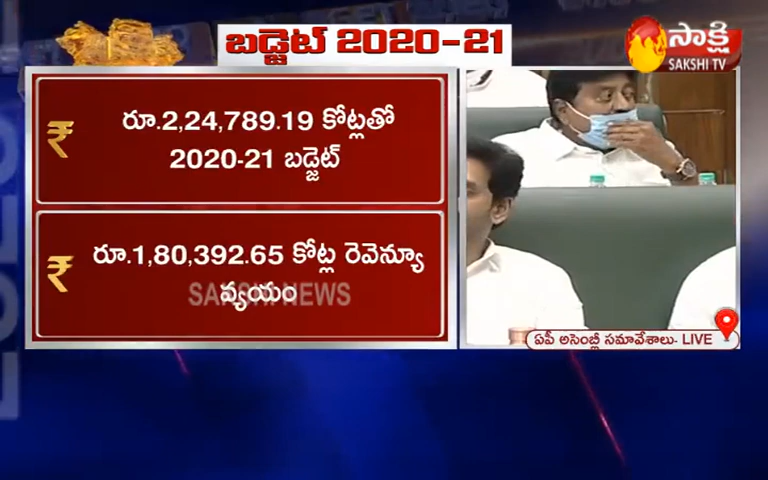 బడ్జెట్ 2020-21
సాక్షి
SAKSHI TV
రూ.2,24,789.19 కోట్లతో
2020-21 బడ్జెట్
రూ.1,80,392.65 కోట్ల రెవెన్యూ
వ్యయం
SAKSHI NEWS
ఏపీ అసెంబ్లీ సమావేశాలు- LIVE